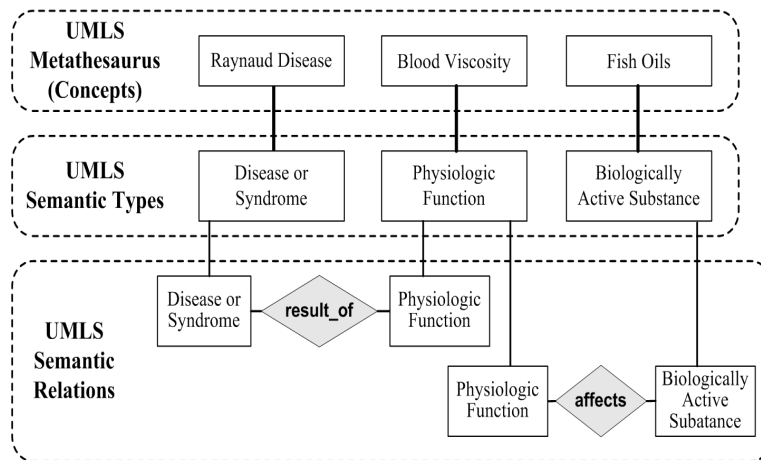 UMLS
Metathesaurus
(Concepts)
Raynaud Disease
Blood Viscosity
Fish Oils
UMLS
Semantic Types
Disease or
Syndrome
Physiologic
Function
Biologically
Active Substance
UMLS
Semantic
Relations
Disease or
Syndrome
result_of
Physiologic
Function
Physiologic
Function
affects
Biologically
Active
Subatance